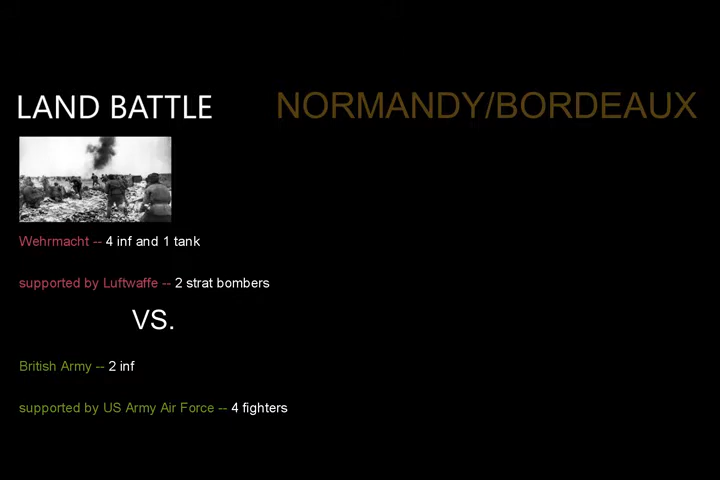 LAND BATTLE NORMANDY/BORDEAUX
Wehrmacht -- 4 inf and 1 tank
supported by Luftwaffe -- 2 strat bombers
VS.
British Army -- 2 inf
supported by US Army Air Force -- 4 fighters